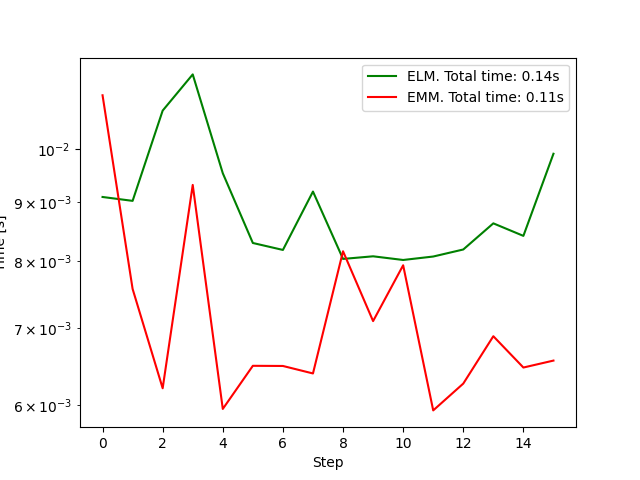 ELM. Total time: 0.14s
EMM. Total time: 0.11s
10⁻²
9 × 10⁻³
8 × 10⁻³
7 × 10⁻³
6 × 10⁻³
0 2 4 6 8 10 12 14
Step